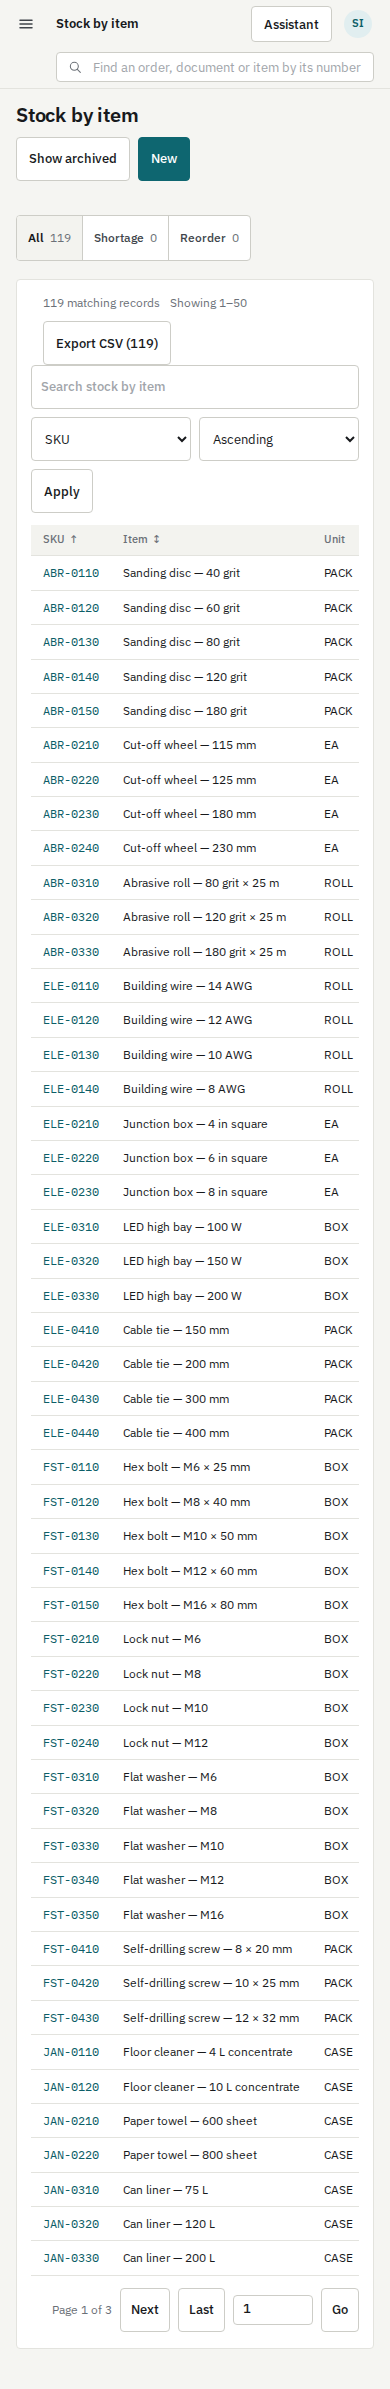 Stock by item
Assistant
SI
Find an order, document or item by its number
Stock by item
Show archived New
All 119 Shortage 0 Reorder 0
119 matching records Showing 1–50
Export CSV (119)
Search stock by item
SKU Ascending
Apply
SKU ↑ Item ↕ Unit
ABR-0110 Sanding disc — 40 grit PACK
ABR-0120 Sanding disc — 60 grit PACK
ABR-0130 Sanding disc — 80 grit PACK
ABR-0140 Sanding disc — 120 grit PACK
ABR-0150 Sanding disc — 180 grit PACK
ABR-0210 Cut-off wheel — 115 mm EA
ABR-0220 Cut-off wheel — 125 mm EA
ABR-0230 Cut-off wheel — 180 mm EA
ABR-0240 Cut-off wheel — 230 mm EA
ABR-0310 Abrasive roll — 80 grit × 25 m ROLL
ABR-0320 Abrasive roll — 120 grit × 25 m ROLL
ABR-0330 Abrasive roll — 180 grit × 25 m ROLL
ELE-0110 Building wire — 14 AWG ROLL
ELE-0120 Building wire — 12 AWG ROLL
ELE-0130 Building wire — 10 AWG ROLL
ELE-0140 Building wire — 8 AWG ROLL
ELE-0210 Junction box — 4 in square EA
ELE-0220 Junction box — 6 in square EA
ELE-0230 Junction box — 8 in square EA
ELE-0310 LED high bay — 100 W BOX
ELE-0320 LED high bay — 150 W BOX
ELE-0330 LED high bay — 200 W BOX
ELE-0410 Cable tie — 150 mm PACK
ELE-0420 Cable tie — 200 mm PACK
ELE-0430 Cable tie — 300 mm PACK
ELE-0440 Cable tie — 400 mm PACK
FST-0110 Hex bolt — M6 × 25 mm BOX
FST-0120 Hex bolt — M8 × 40 mm BOX
FST-0130 Hex bolt — M10 × 50 mm BOX
FST-0140 Hex bolt — M12 × 60 mm BOX
FST-0150 Hex bolt — M16 × 80 mm BOX
FST-0210 Lock nut — M6 BOX
FST-0220 Lock nut — M8 BOX
FST-0230 Lock nut — M10 BOX
FST-0240 Lock nut — M12 BOX
FST-0310 Flat washer — M6 BOX
FST-0320 Flat washer — M8 BOX
FST-0330 Flat washer — M10 BOX
FST-0340 Flat washer — M12 BOX
FST-0350 Flat washer — M16 BOX
FST-0410 Self-drilling screw — 8 × 20 mm PACK
FST-0420 Self-drilling screw — 10 × 25 mm PACK
FST-0430 Self-drilling screw — 12 × 32 mm PACK
JAN-0110 Floor cleaner — 4 L concentrate CASE
JAN-0120 Floor cleaner — 10 L concentrate CASE
JAN-0210 Paper towel — 600 sheet CASE
JAN-0220 Paper towel — 800 sheet CASE
JAN-0310 Can liner — 75 L CASE
JAN-0320 Can liner — 120 L CASE
JAN-0330 Can liner — 200 L CASE
Page 1 of 3 Next Last 1 Go